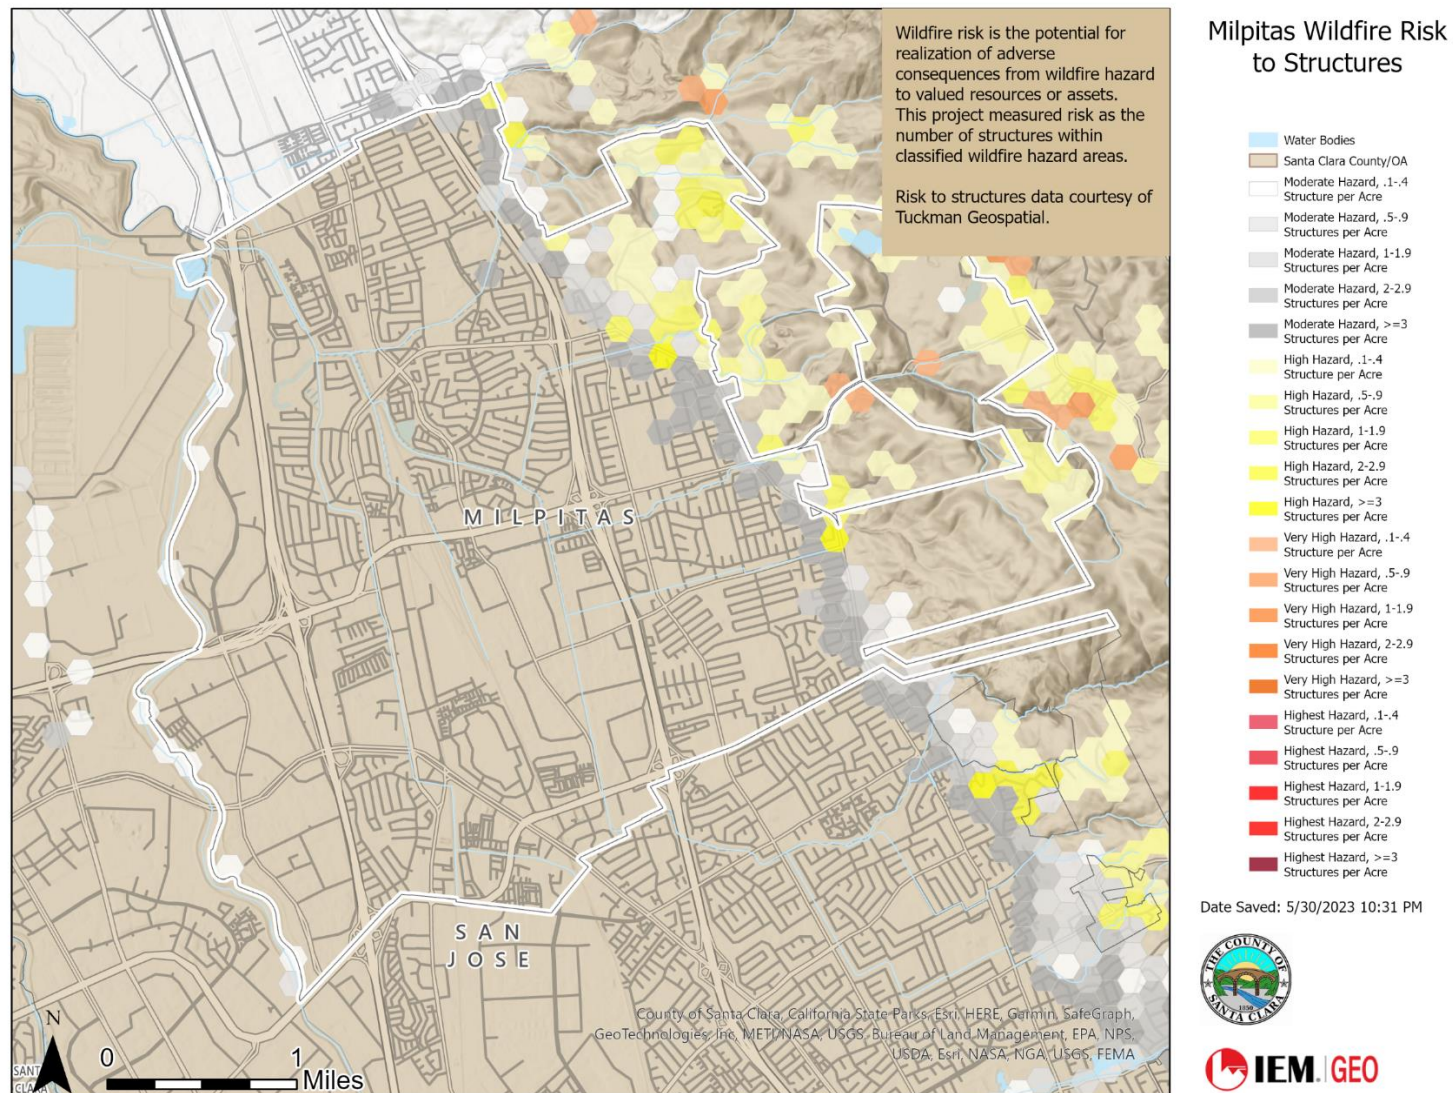 Wildfire risk is the potential for
realization of adverse
consequences from wildfire hazard
to valued resources or assets.
This project measured risk as the
number of structures within
classified wildfire hazard areas.
Risk to structures data courtesy of
Tuckman Geospatial.
MILPITAS
SAN
JOSE
SANTA
CLARA
N
0 1
Miles
County of Santa Clara, California State Parks, Esri, HERE, Garmin, SafeGraph,
GeoTechnologies, Inc, METI/NASA, USGS, Bureau of Land Management, EPA, NPS,
USDA, Esri, NASA, NGA, USGS, FEMA
Milpitas Wildfire Risk
to Structures
Water Bodies
Santa Clara County/OA
Moderate Hazard, .1-.4
Structure per Acre
Moderate Hazard, .5-.9
Structures per Acre
Moderate Hazard, 1-1.9
Structures per Acre
Moderate Hazard, 2-2.9
Structures per Acre
Moderate Hazard, >=3
Structures per Acre
High Hazard, .1-.4
Structure per Acre
High Hazard, .5-.9
Structures per Acre
High Hazard, 1-1.9
Structures per Acre
High Hazard, 2-2.9
Structures per Acre
High Hazard, >=3
Structures per Acre
Very High Hazard, .1-.4
Structure per Acre
Very High Hazard, .5-.9
Structures per Acre
Very High Hazard, 1-1.9
Structures per Acre
Very High Hazard, 2-2.9
Structures per Acre
Very High Hazard, >=3
Structures per Acre
Highest Hazard, .1-.4
Structure per Acre
Highest Hazard, .5-.9
Structures per Acre
Highest Hazard, 1-1.9
Structures per Acre
Highest Hazard, 2-2.9
Structures per Acre
Highest Hazard, >=3
Structures per Acre
Date Saved: 5/30/2023 10:31 PM
THE COUNTY OF
SANTA CLARA
1850
IEM. GEO